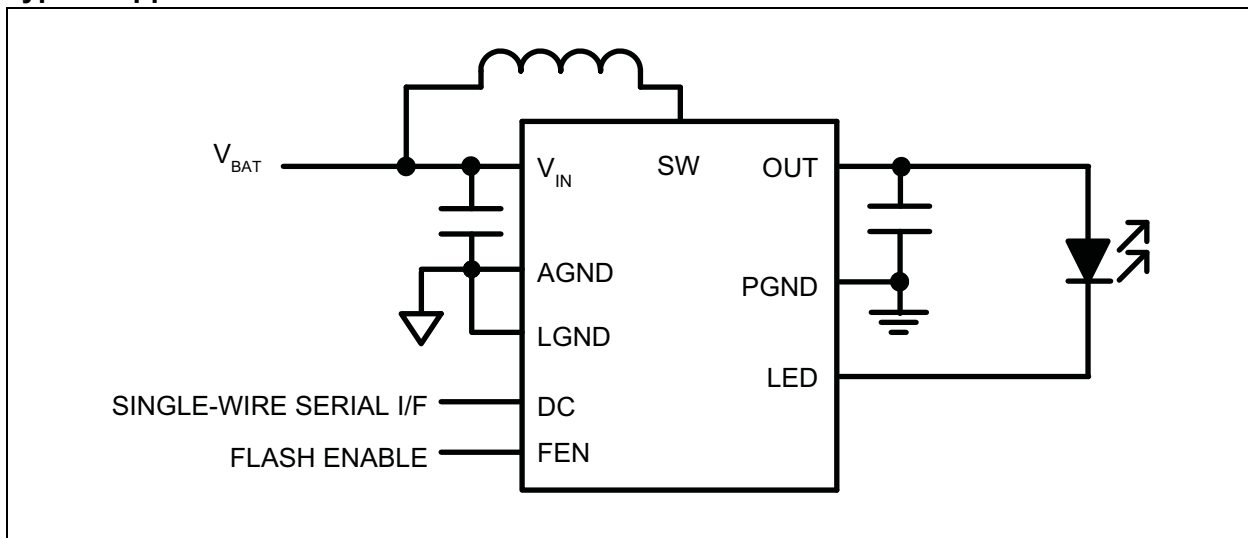 V_BAT
V_IN
SW
OUT
AGND
PGND
LGND
LED
SINGLE-WIRE SERIAL I/F
DC
FLASH ENABLE
FEN